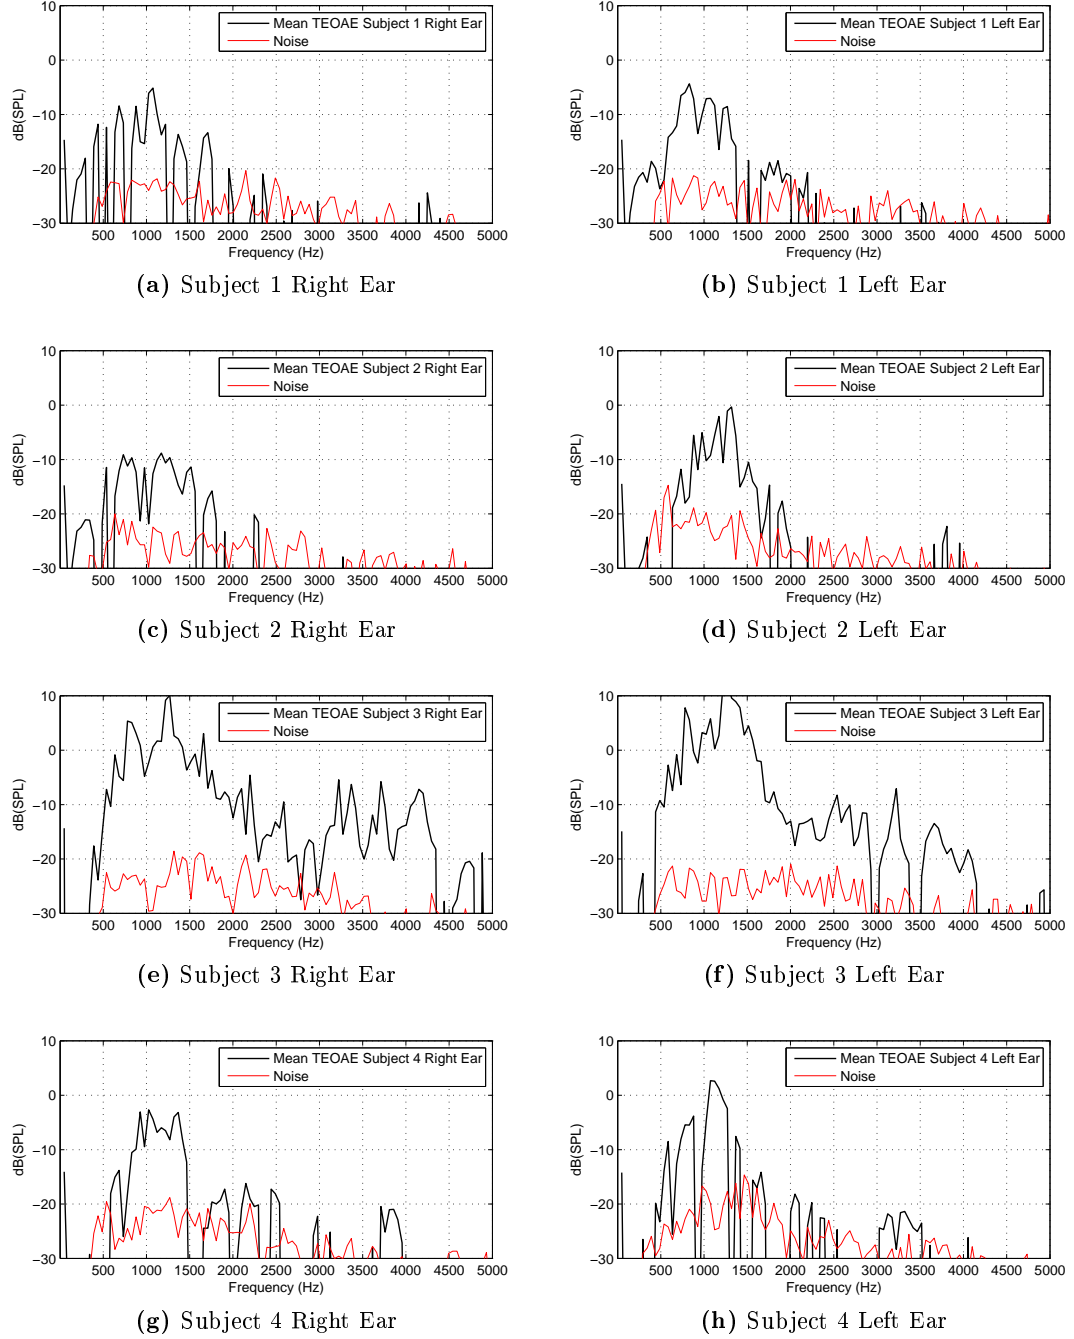 10
0
−10
−20
−30
dB(SPL)
500 1000 1500 2000 2500 3000 3500 4000 4500 5000
Frequency (Hz)
Mean TEOAE Subject 1 Right Ear
Noise
(a) Subject 1 Right Ear
10
0
−10
−20
−30
dB(SPL)
500 1000 1500 2000 2500 3000 3500 4000 4500 5000
Frequency (Hz)
Mean TEOAE Subject 1 Left Ear
Noise
(b) Subject 1 Left Ear
10
0
−10
−20
−30
dB(SPL)
500 1000 1500 2000 2500 3000 3500 4000 4500 5000
Frequency (Hz)
Mean TEOAE Subject 2 Right Ear
Noise
(c) Subject 2 Right Ear
10
0
−10
−20
−30
dB(SPL)
500 1000 1500 2000 2500 3000 3500 4000 4500 5000
Frequency (Hz)
Mean TEOAE Subject 2 Left Ear
Noise
(d) Subject 2 Left Ear
10
0
−10
−20
−30
dB(SPL)
500 1000 1500 2000 2500 3000 3500 4000 4500 5000
Frequency (Hz)
Mean TEOAE Subject 3 Right Ear
Noise
(e) Subject 3 Right Ear
10
0
−10
−20
−30
dB(SPL)
500 1000 1500 2000 2500 3000 3500 4000 4500 5000
Frequency (Hz)
Mean TEOAE Subject 3 Left Ear
Noise
(f) Subject 3 Left Ear
10
0
−10
−20
−30
dB(SPL)
500 1000 1500 2000 2500 3000 3500 4000 4500 5000
Frequency (Hz)
Mean TEOAE Subject 4 Right Ear
Noise
(g) Subject 4 Right Ear
10
0
−10
−20
−30
dB(SPL)
500 1000 1500 2000 2500 3000 3500 4000 4500 5000
Frequency (Hz)
Mean TEOAE Subject 4 Left Ear
Noise
(h) Subject 4 Left Ear